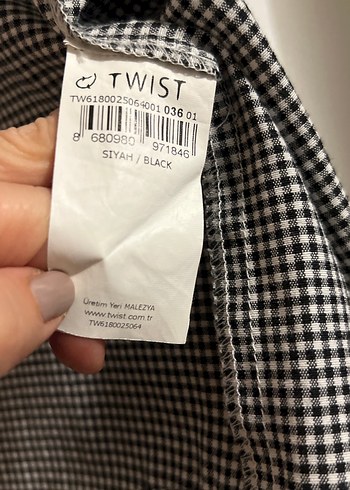 TWIST
TW6180025064001 036 01
8 680980 971846
SIYAH / BLACK
Üretim Yeri MALEZYA
www.twist.com.tr
TW6180025064